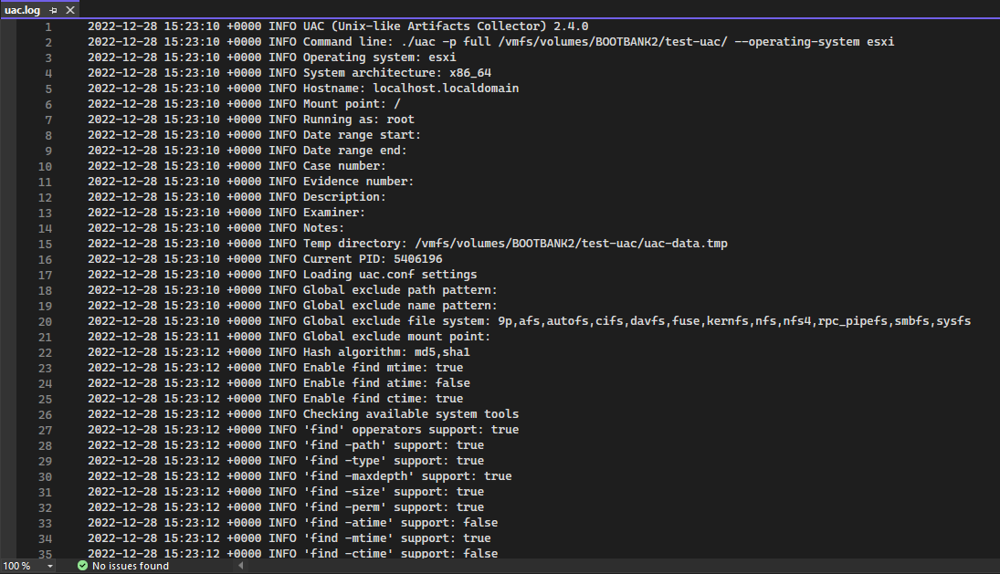 uac.log
1 2022-12-28 15:23:10 +0000 INFO UAC (Unix-like Artifacts Collector) 2.4.0
2 2022-12-28 15:23:10 +0000 INFO Command line: ./uac -p full /vmfs/volumes/BOOTBANK2/test-uac/ --operating-system esxi
3 2022-12-28 15:23:10 +0000 INFO Operating system: esxi
4 2022-12-28 15:23:10 +0000 INFO System architecture: x86_64
5 2022-12-28 15:23:10 +0000 INFO Hostname: localhost.localdomain
6 2022-12-28 15:23:10 +0000 INFO Mount point: /
7 2022-12-28 15:23:10 +0000 INFO Running as: root
8 2022-12-28 15:23:10 +0000 INFO Date range start:
9 2022-12-28 15:23:10 +0000 INFO Date range end:
10 2022-12-28 15:23:10 +0000 INFO Case number:
11 2022-12-28 15:23:10 +0000 INFO Evidence number:
12 2022-12-28 15:23:10 +0000 INFO Description:
13 2022-12-28 15:23:10 +0000 INFO Examiner:
14 2022-12-28 15:23:10 +0000 INFO Notes:
15 2022-12-28 15:23:10 +0000 INFO Temp directory: /vmfs/volumes/BOOTBANK2/test-uac/uac-data.tmp
16 2022-12-28 15:23:10 +0000 INFO Current PID: 5406196
17 2022-12-28 15:23:10 +0000 INFO Loading uac.conf settings
18 2022-12-28 15:23:10 +0000 INFO Global exclude path pattern:
19 2022-12-28 15:23:10 +0000 INFO Global exclude name pattern:
20 2022-12-28 15:23:10 +0000 INFO Global exclude file system: 9p,afs,autofs,cifs,davfs,fuse,kernfs,nfs,nfs4,rpc_pipefs,smbfs,sysfs
21 2022-12-28 15:23:11 +0000 INFO Global exclude mount point:
22 2022-12-28 15:23:12 +0000 INFO Hash algorithm: md5,sha1
23 2022-12-28 15:23:12 +0000 INFO Enable find mtime: true
24 2022-12-28 15:23:12 +0000 INFO Enable find atime: false
25 2022-12-28 15:23:12 +0000 INFO Enable find ctime: true
26 2022-12-28 15:23:12 +0000 INFO Checking available system tools
27 2022-12-28 15:23:12 +0000 INFO 'find' opperators support: true
28 2022-12-28 15:23:12 +0000 INFO 'find -path' support: true
29 2022-12-28 15:23:12 +0000 INFO 'find -type' support: true
30 2022-12-28 15:23:12 +0000 INFO 'find -maxdepth' support: true
31 2022-12-28 15:23:12 +0000 INFO 'find -size' support: true
32 2022-12-28 15:23:12 +0000 INFO 'find -perm' support: true
33 2022-12-28 15:23:12 +0000 INFO 'find -atime' support: false
34 2022-12-28 15:23:12 +0000 INFO 'find -mtime' support: true
35 2022-12-28 15:23:12 +0000 INFO 'find -ctime' support: false
100 % No issues found